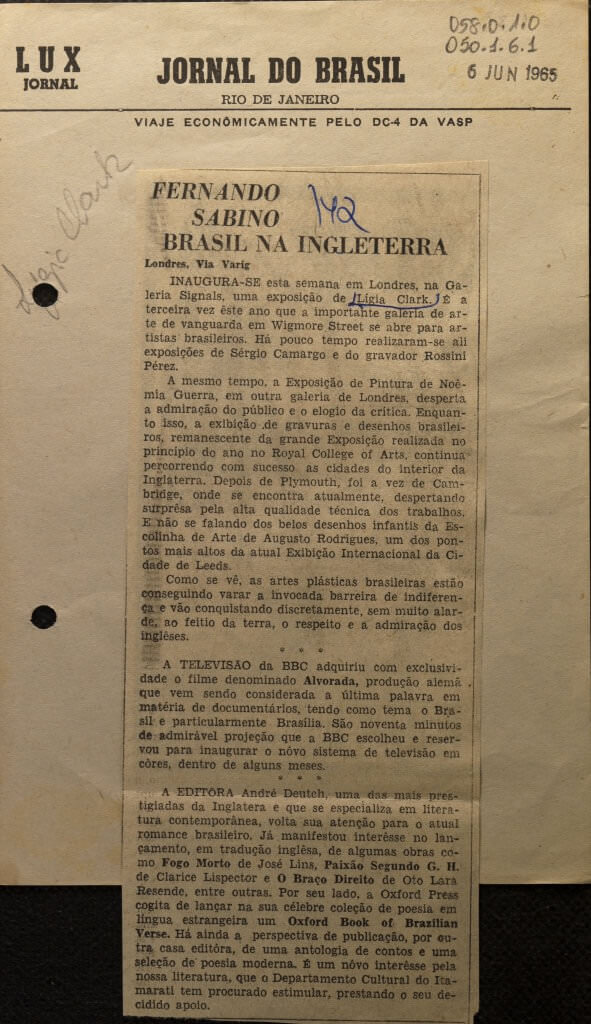 058.0.1.0
050.1.6.1
LUX
JORNAL
JORNAL DO BRASIL
6 JUN 1965
RIO DE JANEIRO
VIAJE ECONÔMICAMENTE PELO DC-4 DA VASP
Lygia Clark
FERNANDO
SABINO
142
BRASIL NA INGLETERRA
Londres, Via Varig
INAUGURA-SE esta semana em Londres, na Ga-
leria Signals, uma exposição de Lígia Clark. É a
terceira vez êste ano que a importante galeria de ar-
te de vanguarda em Wigmore Street se abre para ar-
tistas brasileiros. Há pouco tempo realizaram-se ali
exposições de Sérgio Camargo e do gravador Rossini
Pérez.
A mesmo tempo, a Exposição de Pintura de Noê-
mia Guerra, em outra galeria de Londres, desperta
a admiração do público e o elogio da crítica. Enquan-
to isso, a exibição de gravuras e desenhos brasilei-
ros, remanescente da grande Exposição realizada no
princípio do ano no Royal College of Arts, continua
percorrendo com sucesso as cidades do interior da
Inglaterra. Depois de Plymouth, foi a vez de Cam-
bridge, onde se encontra atualmente, despertando
surprêsa pela alta qualidade técnica dos trabalhos.
E não se falando dos belos desenhos infantis da Es-
colinha de Arte de Augusto Rodrigues, um dos pon-
tos mais altos da atual Exibição Internacional da Ci-
dade de Leeds.
Como se vê, as artes plásticas brasileiras estão
conseguindo varar a invocada barreira de indiferen-
ça e vão conquistando discretamente, sem muito alar-
de, ao feitio da terra, o respeito e a admiração dos
inglêses.
* * *
A TELEVISÃO da BBC adquiriu com exclusivi-
dade o filme denominado Alvorada, produção alemã
que vem sendo considerada a última palavra em
matéria de documentários, tendo como tema o Bra-
sil e particularmente Brasília. São noventa minutos
de admirável projeção que a BBC escolheu e reser-
vou para inaugurar o nôvo sistema de televisão em
côres, dentro de alguns meses.
* * *
A EDITÔRA André Deutch, uma das mais pres-
tigiadas da Inglatera e que se especializa em litera-
tura contemporânea, volta sua atenção para o atual
romance brasileiro. Já manifestou interêsse no lan-
çamento, em tradução inglêsa, de algumas obras co-
mo Fogo Morto de José Lins, Paixão Segundo G. H.
de Clarice Lispector e O Braço Direito de Oto Lara
Resende, entre outras. Por seu lado, a Oxford Press
cogita de lançar na sua célebre coleção de poesia em
língua estrangeira um Oxford Book of Brazilian
Verse. Há ainda a perspectiva de publicação, por ou-
tra casa editôra, de uma antologia de contos e uma
seleção de poesia moderna. É um nôvo interêsse pela
nossa literatura, que o Departamento Cultural do Ita-
marati tem procurado estimular, prestando o seu de-
cidido apoio.